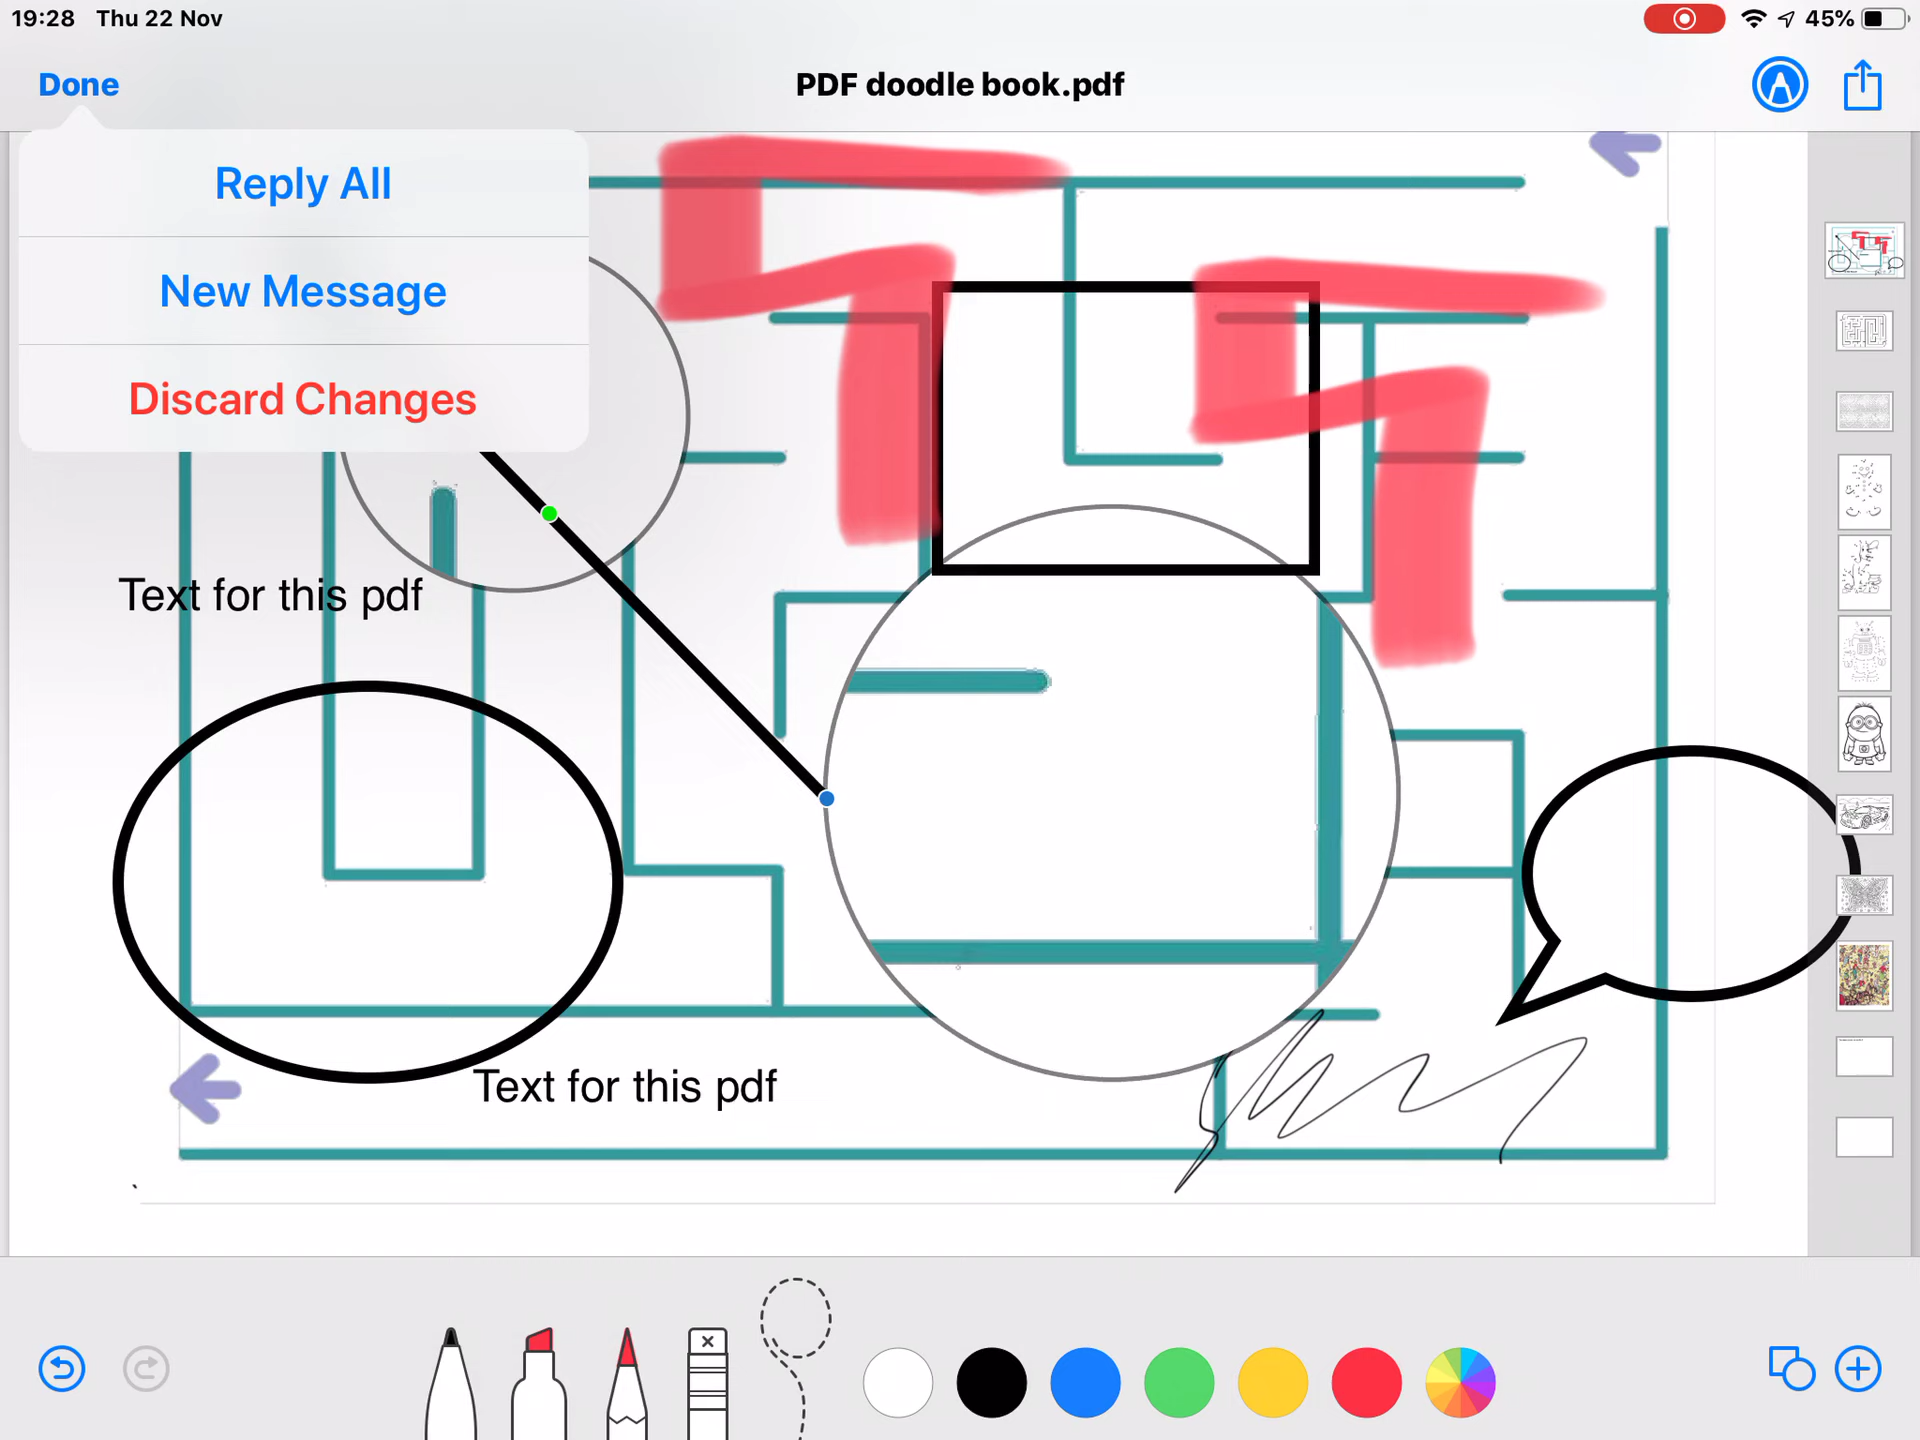 19:28 Thu 22 Nov
45%
Done
PDF doodle book.pdf
Reply All
New Message
Discard Changes
Text for this pdf
Text for this pdf